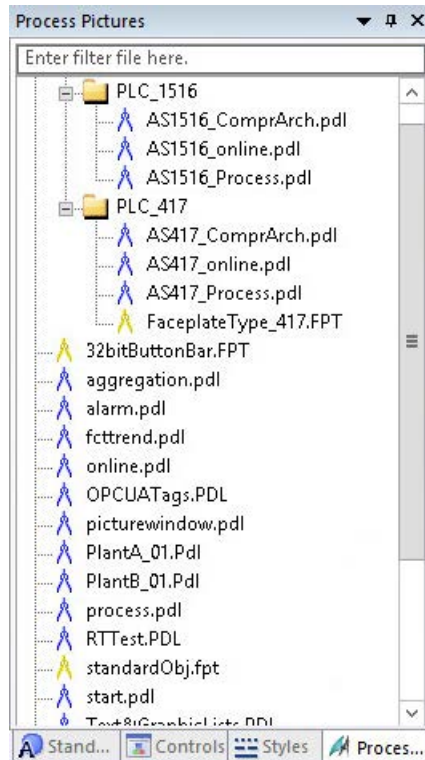 Process Pictures
Enter filter file here.
PLC_1516
AS1516_ComprArch.pdl
AS1516_online.pdl
AS1516_Process.pdl
PLC_417
AS417_ComprArch.pdl
AS417_online.pdl
AS417_Process.pdl
FaceplateType_417.FPT
32bitButtonBar.FPT
aggregation.pdl
alarm.pdl
fcttrend.pdl
online.pdl
OPCUATags.PDL
picturewindow.pdl
PlantA_01.Pdl
PlantB_01.Pdl
process.pdl
RTTest.PDL
standardObj.fpt
start.pdl
Stand... Controls Styles Proces...